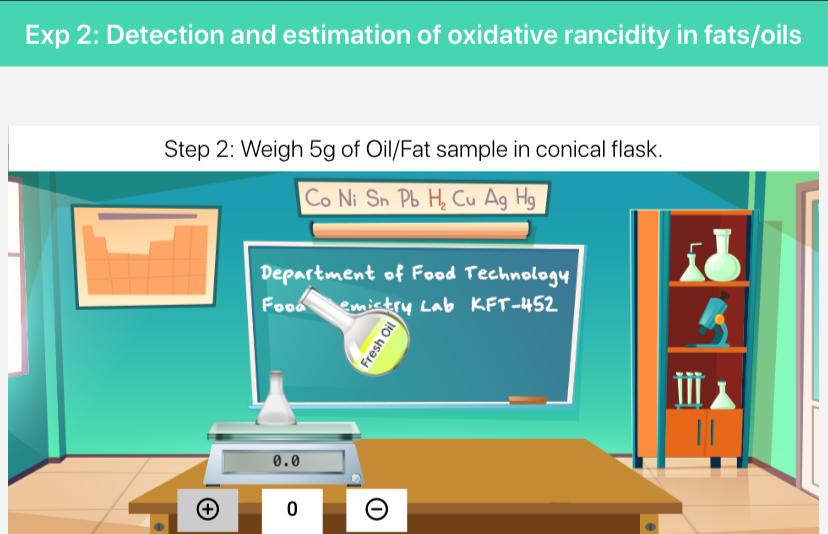 Exp 2: Detection and estimation of oxidative rancidity in fats/oils
Step 2: Weigh 5g of Oil/Fat sample in conical flask.
Co Ni Sn Pb H₂ Cu Ag Hg
Department of Food Technology
Food emistry Lab KFT-452
Fresh Oil
0.0
+ 0 −